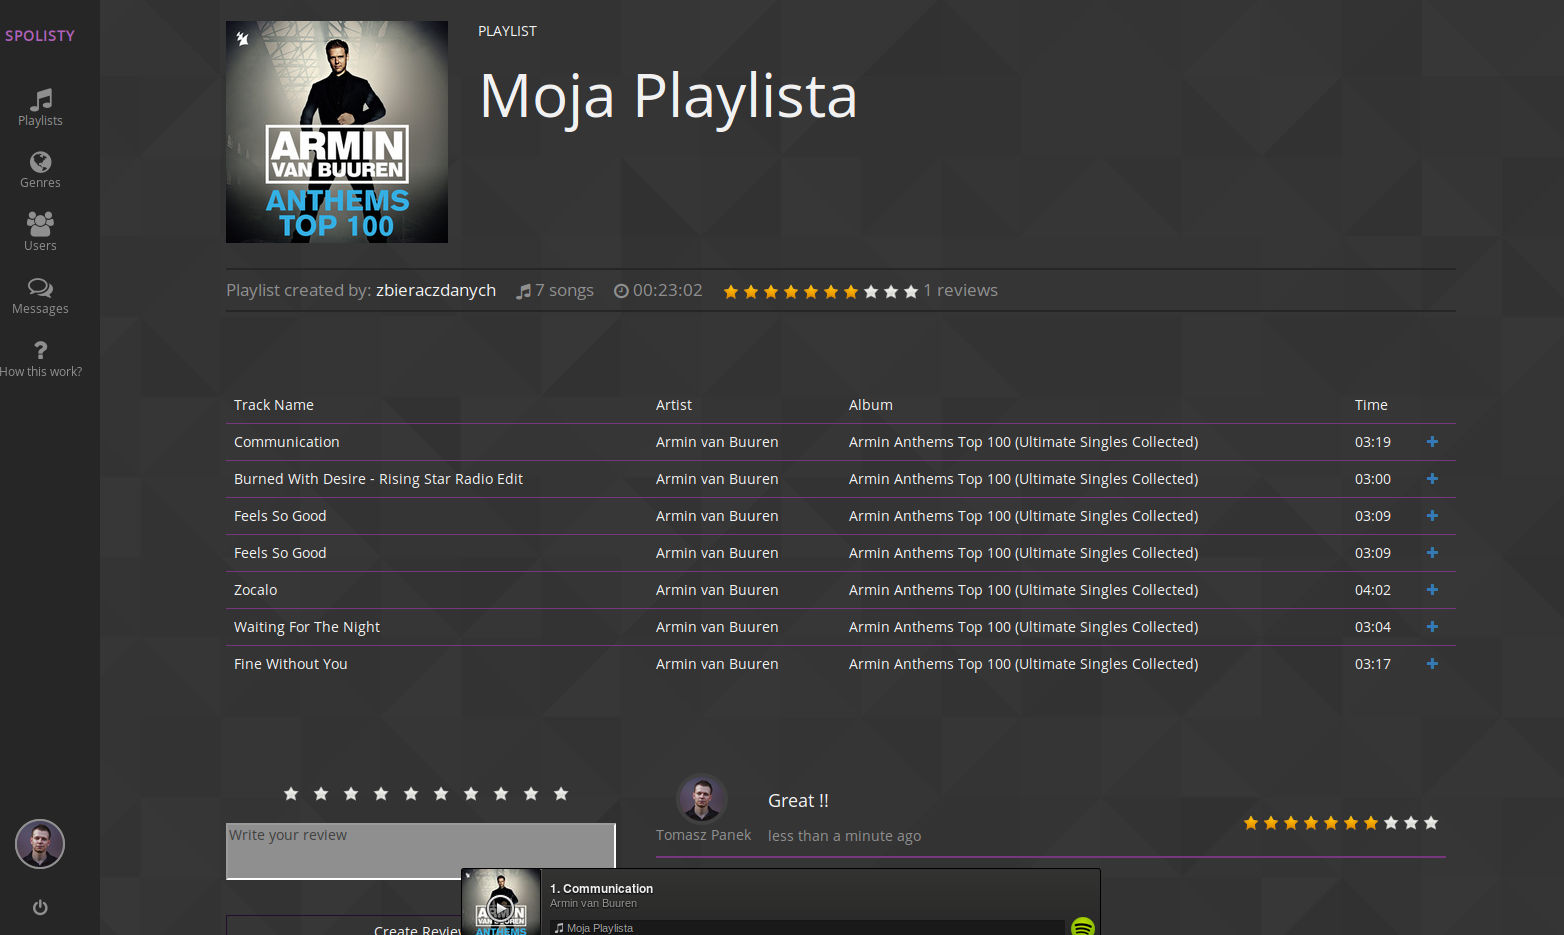 SPOLISTY
Playlists
Genres
Users
Messages
How this work?
ARMIN
VAN BUUREN
ANTHEMS
TOP 100
PLAYLIST
Moja Playlista
Playlist created by: zbieraczdanych 7 songs 00:23:02 1 reviews
Track Name Artist Album Time
Communication Armin van Buuren Armin Anthems Top 100 (Ultimate Singles Collected) 03:19
Burned With Desire - Rising Star Radio Edit Armin van Buuren Armin Anthems Top 100 (Ultimate Singles Collected) 03:00
Feels So Good Armin van Buuren Armin Anthems Top 100 (Ultimate Singles Collected) 03:09
Feels So Good Armin van Buuren Armin Anthems Top 100 (Ultimate Singles Collected) 03:09
Zocalo Armin van Buuren Armin Anthems Top 100 (Ultimate Singles Collected) 04:02
Waiting For The Night Armin van Buuren Armin Anthems Top 100 (Ultimate Singles Collected) 03:04
Fine Without You Armin van Buuren Armin Anthems Top 100 (Ultimate Singles Collected) 03:17
Write your review
Create Review
Great !!
Tomasz Panek less than a minute ago
ARMIN
ANTHEMS
1. Communication
Armin van Buuren
Moja Playlista